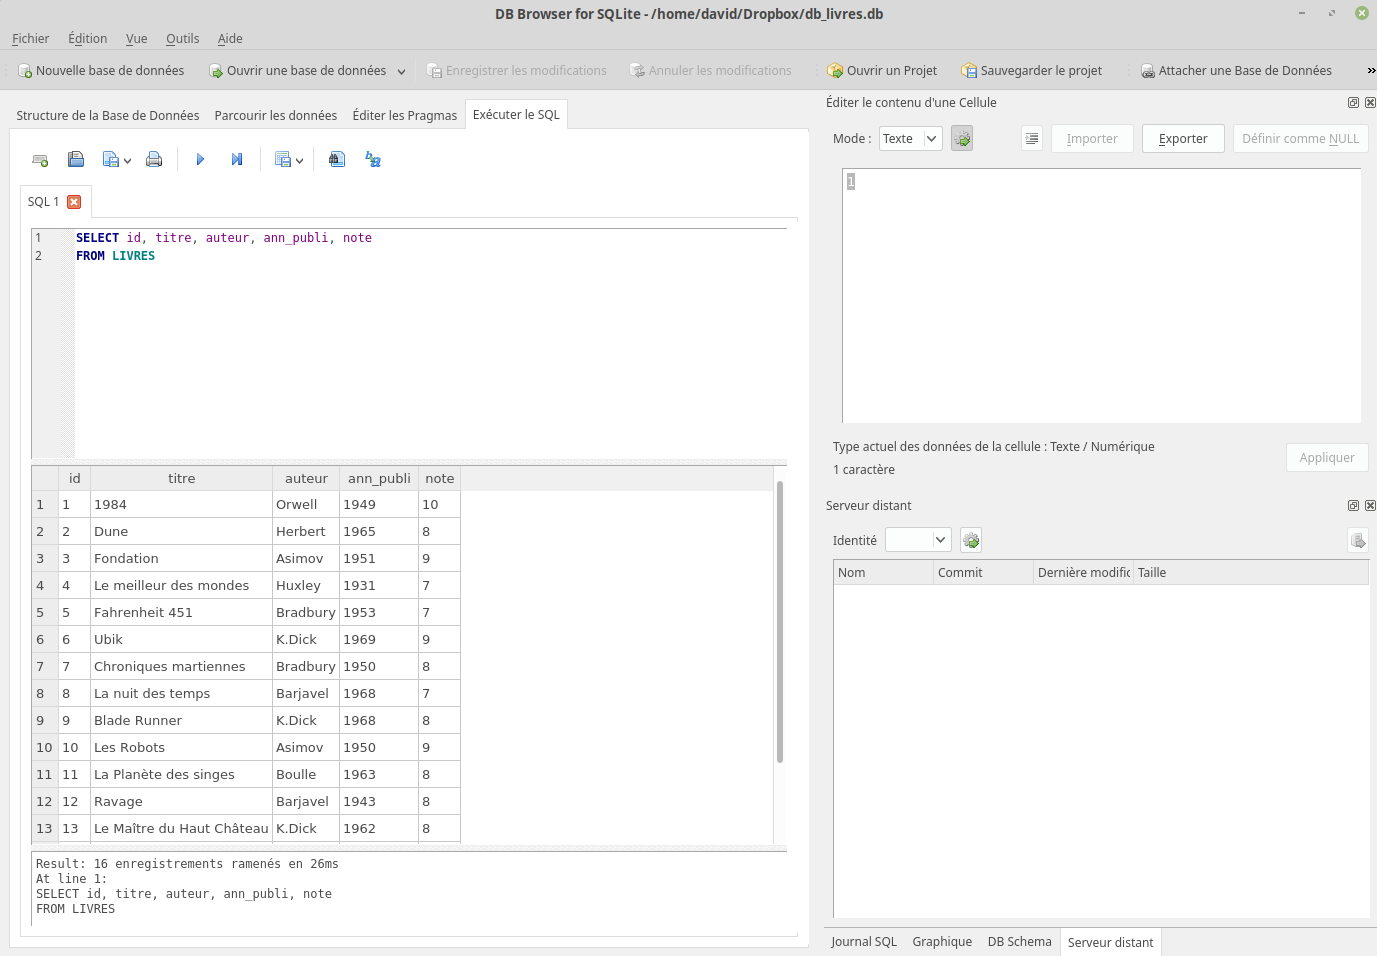 DB Browser for SQLite - /home/david/Dropbox/db_livres.db
Fichier Édition Vue Outils Aide
Nouvelle base de données Ouvrir une base de données Enregistrer les modifications Annuler les modifications Ouvrir un Projet Sauvegarder le projet Attacher une Base de Données »
Structure de la Base de Données Parcourir les données Éditer les Pragmas Exécuter le SQL
SQL 1
1 SELECT id, titre, auteur, ann_publi, note
2 FROM LIVRES
id titre auteur ann_publi note
1 1 1984 Orwell 1949 10
2 2 Dune Herbert 1965 8
3 3 Fondation Asimov 1951 9
4 4 Le meilleur des mondes Huxley 1931 7
5 5 Fahrenheit 451 Bradbury 1953 7
6 6 Ubik K.Dick 1969 9
7 7 Chroniques martiennes Bradbury 1950 8
8 8 La nuit des temps Barjavel 1968 7
9 9 Blade Runner K.Dick 1968 8
10 10 Les Robots Asimov 1950 9
11 11 La Planète des singes Boulle 1963 8
12 12 Ravage Barjavel 1943 8
13 13 Le Maître du Haut Château K.Dick 1962 8
Result: 16 enregistrements ramenés en 26ms
At line 1:
SELECT id, titre, auteur, ann_publi, note
FROM LIVRES
Éditer le contenu d'une Cellule
Mode : Texte Importer Exporter Définir comme NULL
1
Type actuel des données de la cellule : Texte / Numérique
1 caractère
Appliquer
Serveur distant
Identité
Nom Commit Dernière modific Taille
Journal SQL Graphique DB Schema Serveur distant